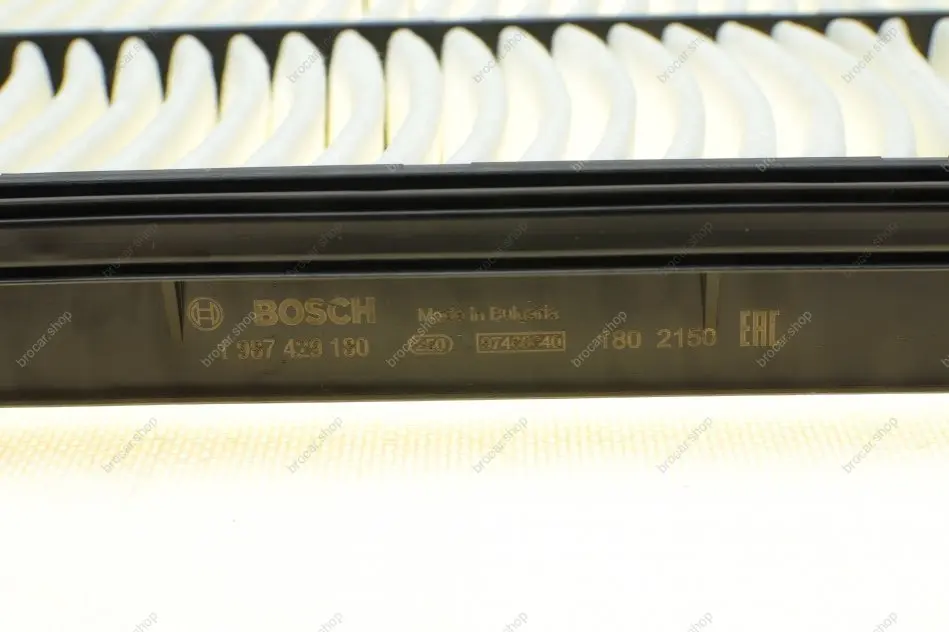 BOSCH Made in Bulgaria
1 987 429 180 180 2150 EAC
brocar.shop